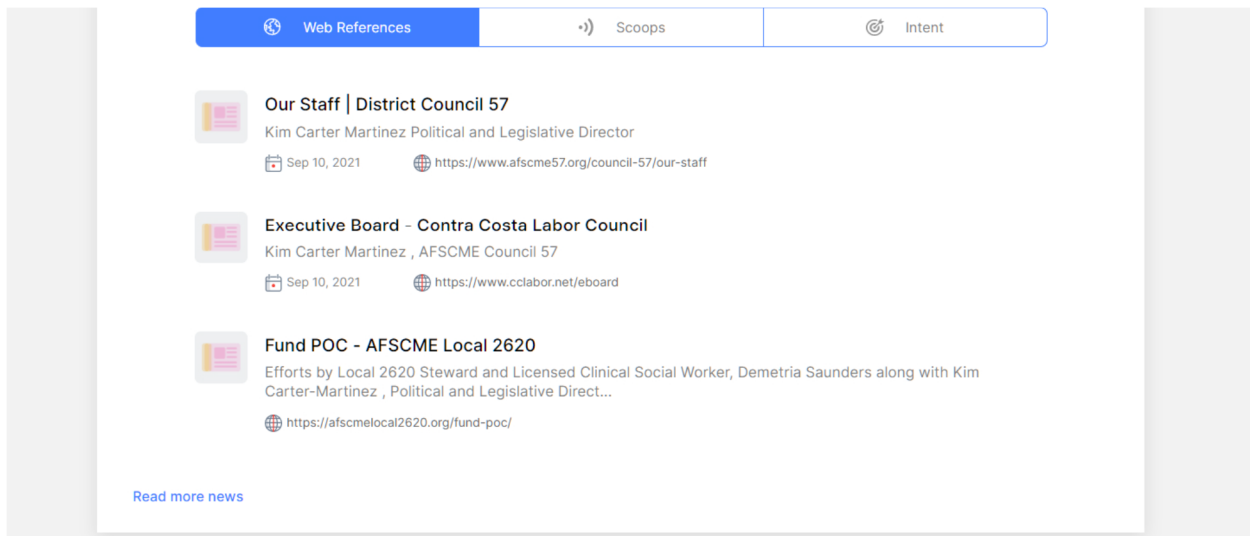 Web References
Scoops
Intent
Our Staff | District Council 57
Kim Carter Martinez Political and Legislative Director
Sep 10, 2021
https://www.afscme57.org/council-57/our-staff
Executive Board - Contra Costa Labor Council
Kim Carter Martinez , AFSCME Council 57
Sep 10, 2021
https://www.cclabor.net/eboard
Fund POC - AFSCME Local 2620
Efforts by Local 2620 Steward and Licensed Clinical Social Worker, Demetria Saunders along with Kim
Carter-Martinez , Political and Legislative Direct...
https://afscmelocal2620.org/fund-poc/
Read more news